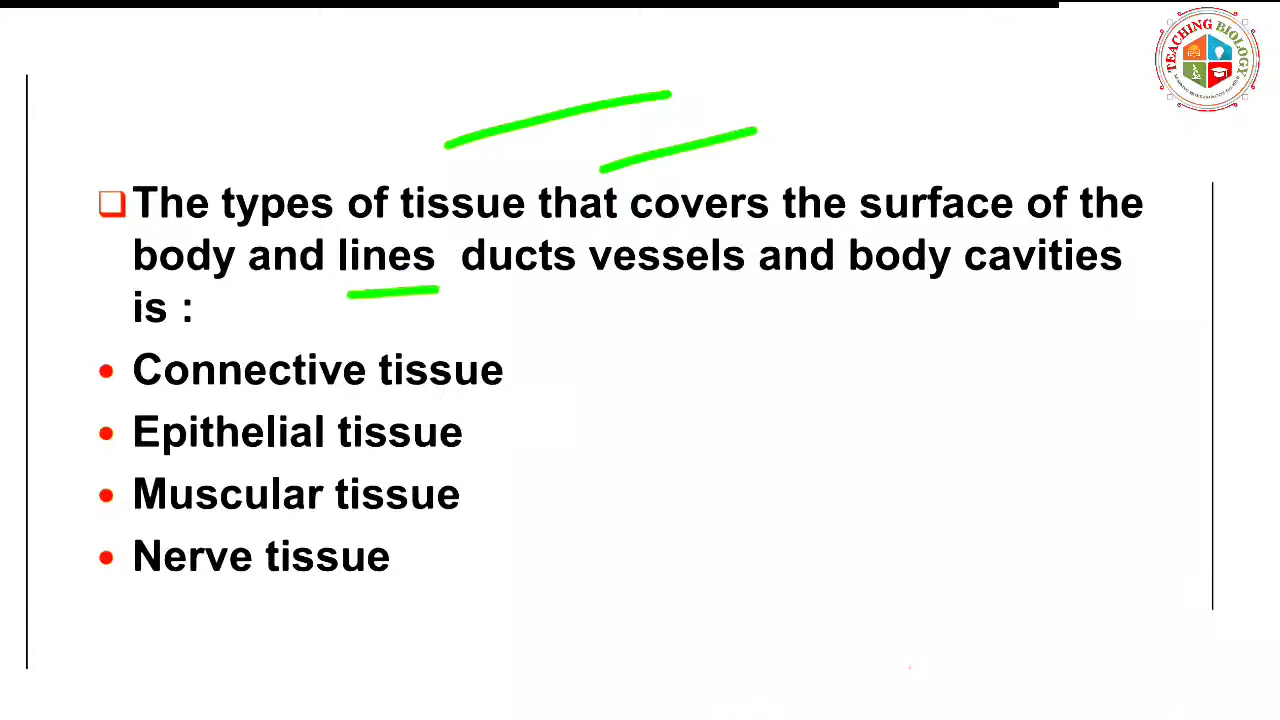 TEACHING BIOLOGY
❑The types of tissue that covers the surface of the
body and lines ducts vessels and body cavities
is :
• Connective tissue
• Epithelial tissue
• Muscular tissue
• Nerve tissue